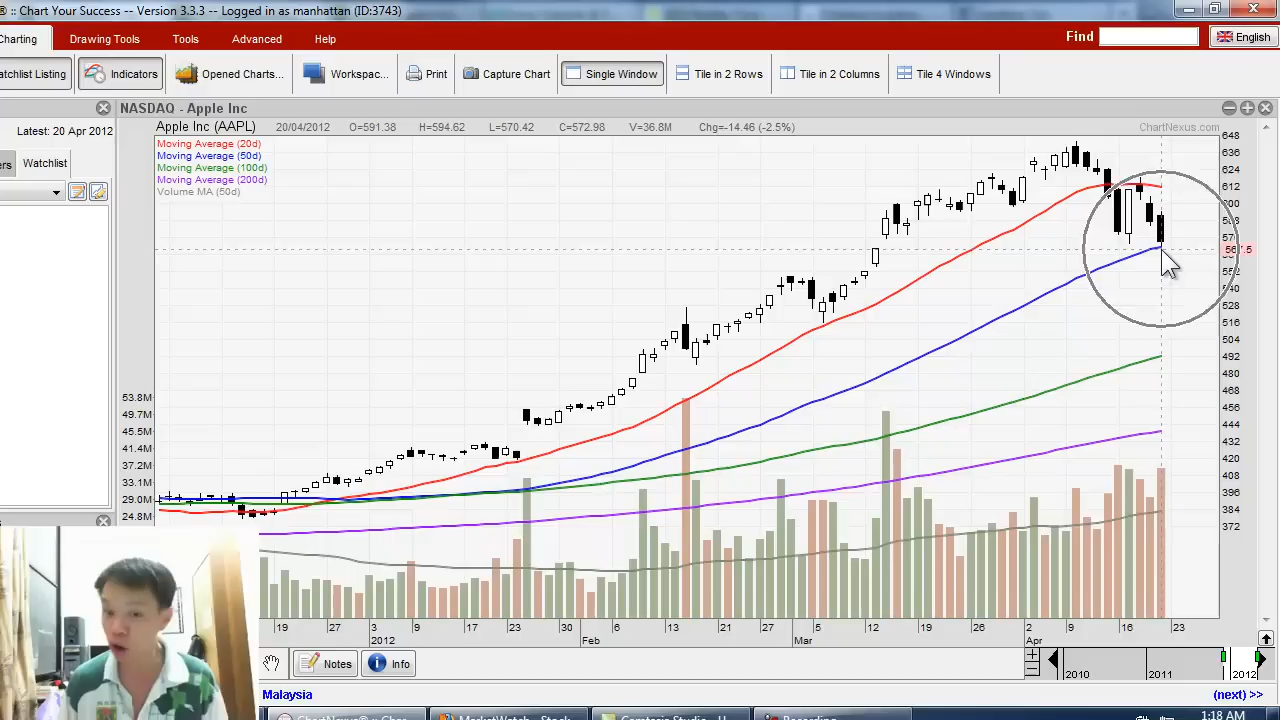 :: Chart Your Success -- Version 3.3.3 -- Logged in as manhattan (ID:3743)
Charting Drawing Tools Tools Advanced Help Find English
Watchlist Listing Indicators Opened Charts... Workspac... Print Capture Chart Single Window Tile in 2 Rows Tile in 2 Columns Tile 4 Windows
NASDAQ - Apple Inc
Latest: 20 Apr 2012
Apple Inc (AAPL) 20/04/2012 O=591.38 H=594.62 L=570.42 C=572.98 V=36.8M Chg=-14.46 (-2.5%) ChartNexus.com
Watchlist
Moving Average (20d)
Moving Average (50d)
Moving Average (100d)
Moving Average (200d)
Volume MA (50d)
648
636
624
612
600
540
528
516
504
492
480
468
456
444
432
420
408
396
384
372
53.8M
49.7M
45.5M
41.4M
37.2M
33.1M
29.0M
24.8M
19 27 3 9 17 23 30 6 13 21 27 5 12 19 26 2 9 16 23
2012 Feb Mar Apr
Notes Info
2010 2011 2012
Malaysia (next) >>
1:18 AM